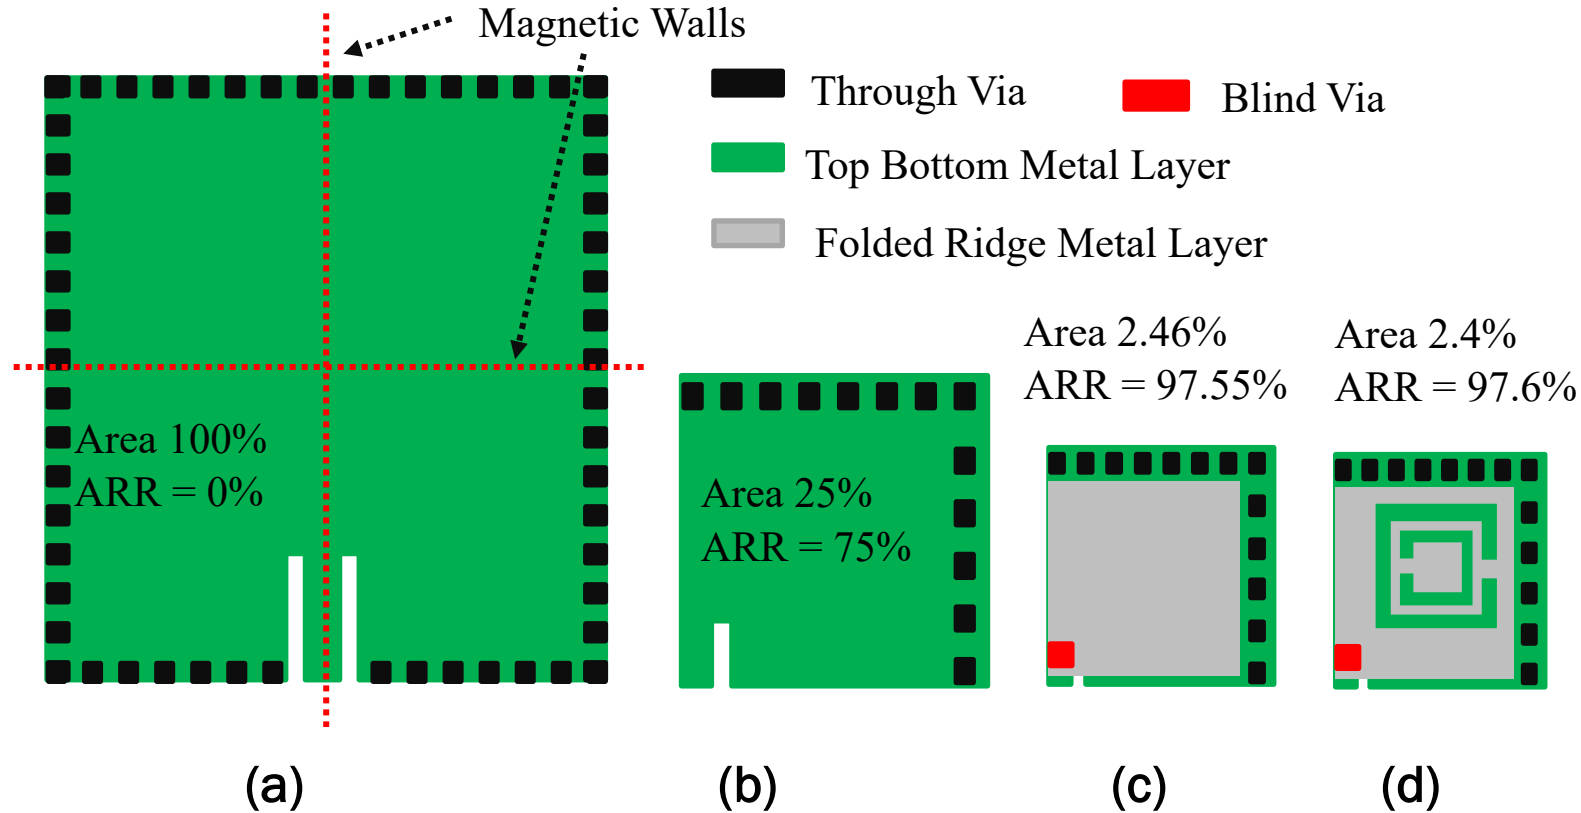 Magnetic Walls
Through Via
Blind Via
Top Bottom Metal Layer
Folded Ridge Metal Layer
Area 100%
ARR = 0%
Area 25%
ARR = 75%
Area 2.46%
ARR = 97.55%
Area 2.4%
ARR = 97.6%
(a)
(b)
(c)
(d)